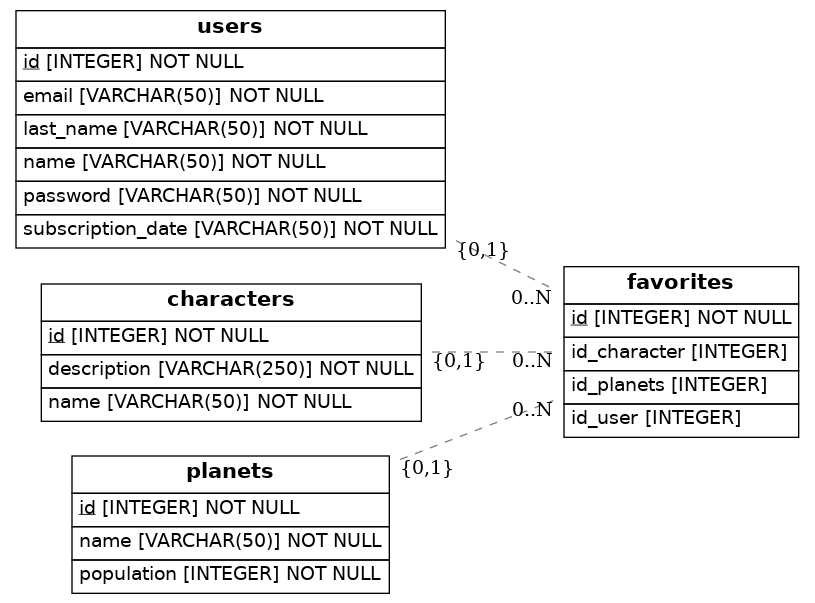 users
id [INTEGER] NOT NULL
email [VARCHAR(50)] NOT NULL
last_name [VARCHAR(50)] NOT NULL
name [VARCHAR(50)] NOT NULL
password [VARCHAR(50)] NOT NULL
subscription_date [VARCHAR(50)] NOT NULL
{0,1}
0..N
characters
id [INTEGER] NOT NULL
description [VARCHAR(250)] NOT NULL
name [VARCHAR(50)] NOT NULL
{0,1}
0..N
planets
id [INTEGER] NOT NULL
name [VARCHAR(50)] NOT NULL
population [INTEGER] NOT NULL
{0,1}
0..N
favorites
id [INTEGER] NOT NULL
id_character [INTEGER]
id_planets [INTEGER]
id_user [INTEGER]